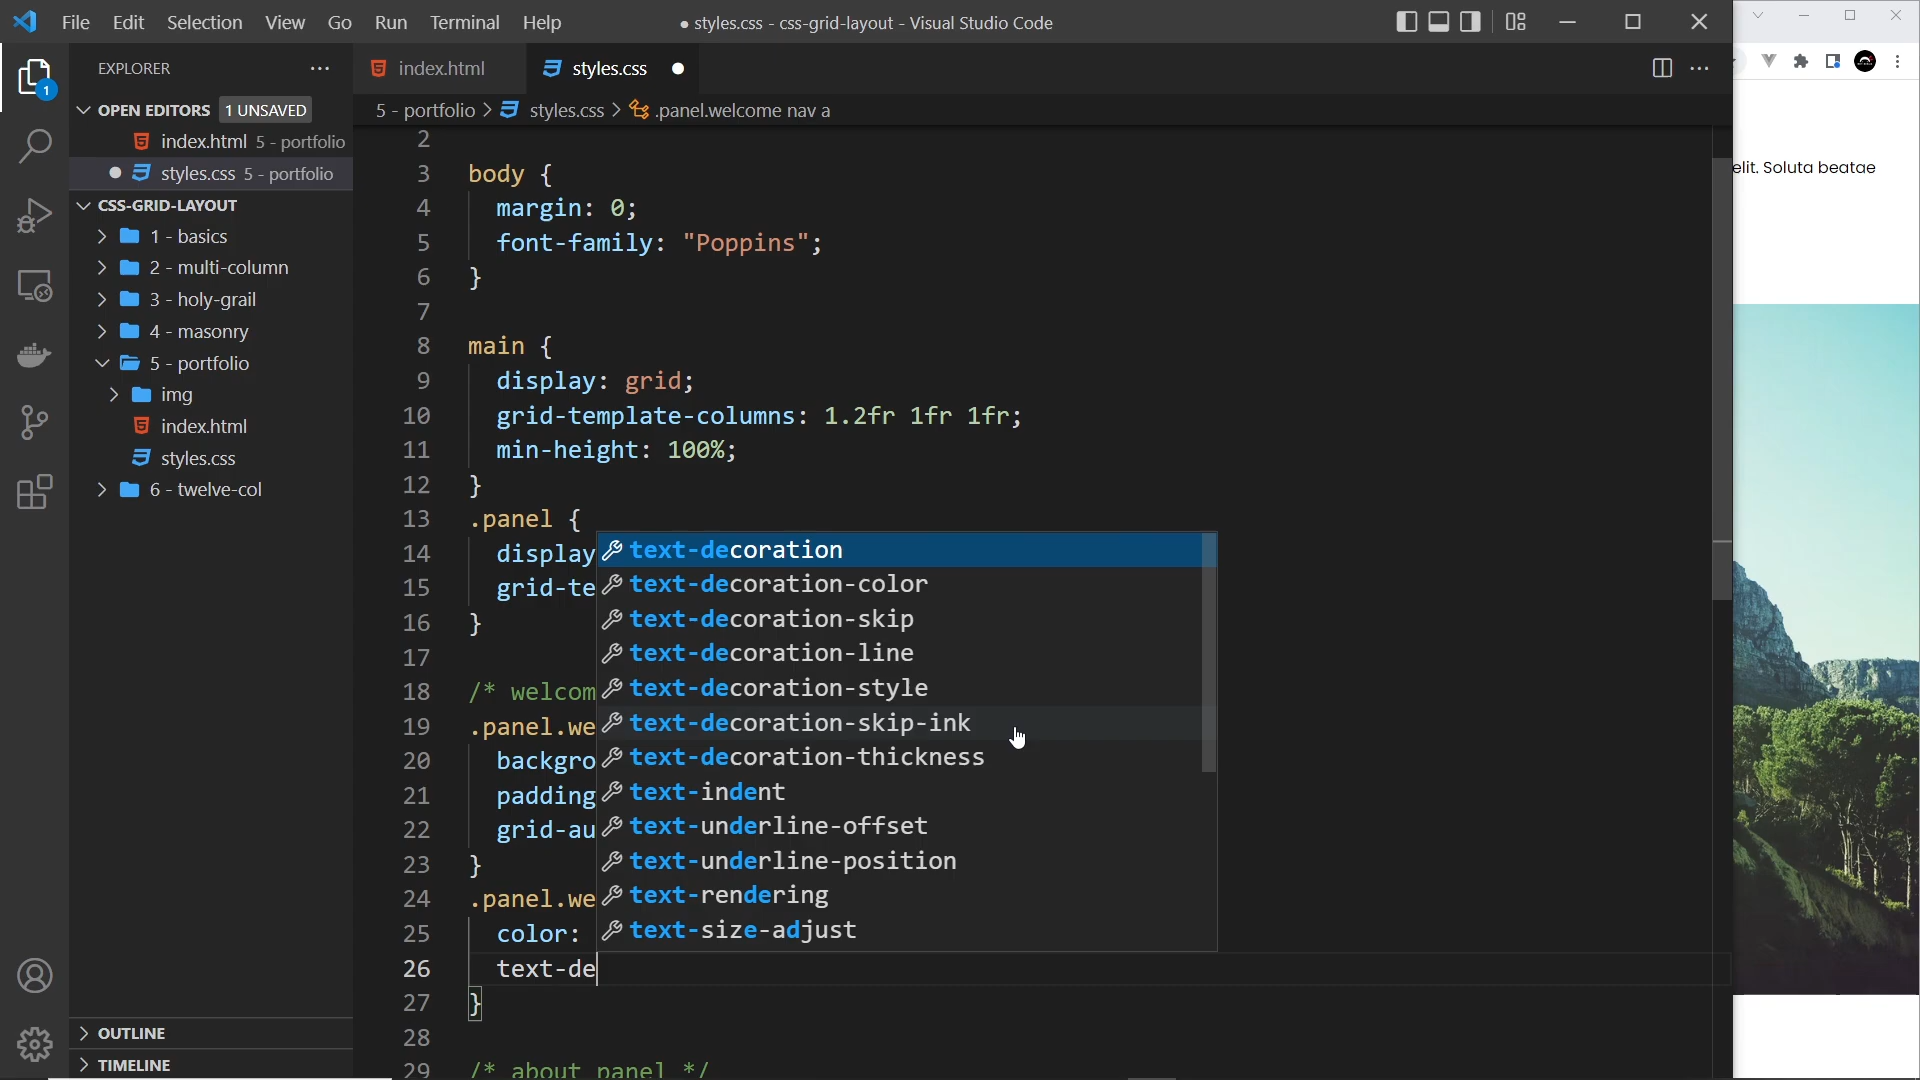 File Edit Selection View Go Run Terminal Help
● styles.css - css-grid-layout - Visual Studio Code
EXPLORER
OPEN EDITORS 1 UNSAVED
index.html 5 - portfolio
styles.css 5 - portfolio
CSS-GRID-LAYOUT
1 - basics
2 - multi-column
3 - holy-grail
4 - masonry
5 - portfolio
img
index.html
styles.css
6 - twelve-col
OUTLINE
TIMELINE
1
index.html
styles.css ●
5 - portfolio > styles.css > .panel.welcome nav a
2
3 body {
4 margin: 0;
5 font-family: "Poppins";
6 }
7
8 main {
9 display: grid;
10 grid-template-columns: 1.2fr 1fr 1fr;
11 min-height: 100%;
12 }
13 .panel {
14 display
15 grid-te
16 }
17
18 /* welcom
19 .panel.we
20 backgro
21 padding
22 grid-au
23 }
24 .panel.we
25 color:
26 text-de
27 }
28
29 /* about panel */
text-decoration
text-decoration-color
text-decoration-skip
text-decoration-line
text-decoration-style
text-decoration-skip-ink
text-decoration-thickness
text-indent
text-underline-offset
text-underline-position
text-rendering
text-size-adjust
elit. Soluta beatae